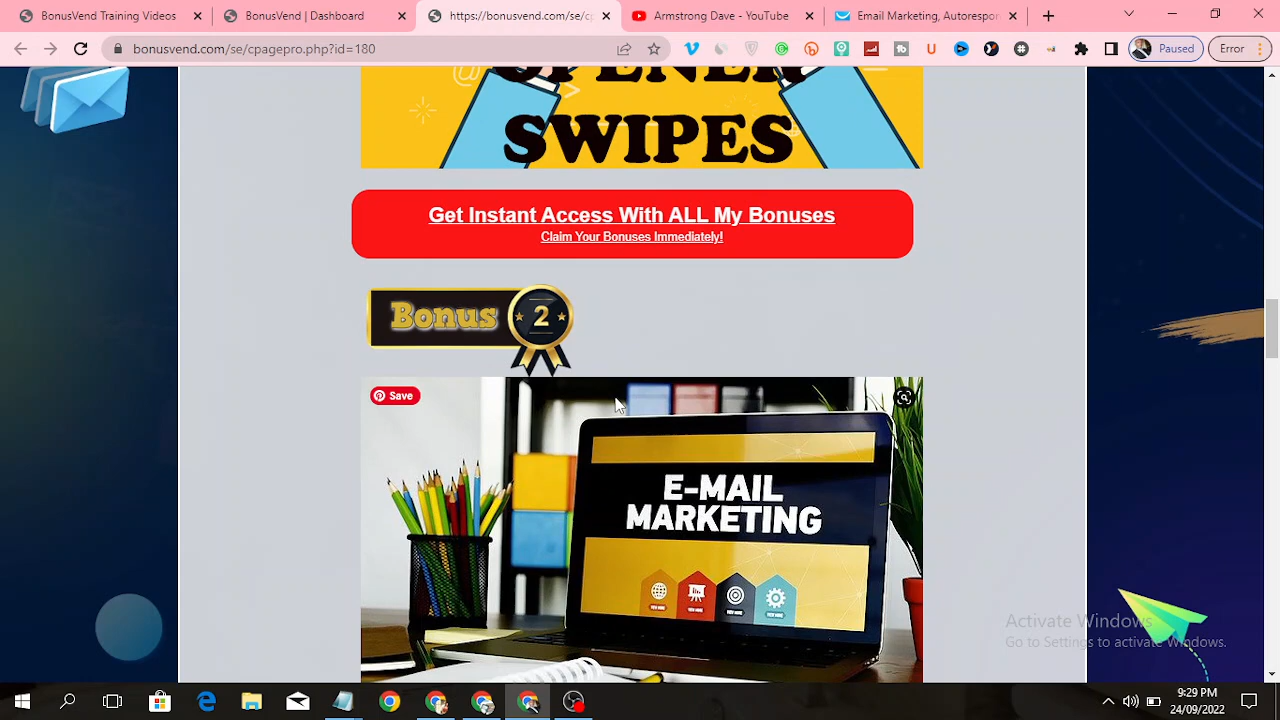 BonusVend Training Videos
BonusVend | Dashboard
https://bonusvend.com/se/cp
Armstrong Dave - YouTube
Email Marketing, Autorespor
bonusvend.com/se/cpagepro.php?id=180
Paused
Error
OPENER
SWIPES
Get Instant Access With ALL My Bonuses
Claim Your Bonuses Immediately!
Bonus 2
Save
E-MAIL
MARKETING
Activate Windows
Go to Settings to activate Windows.
9:29 PM
24/09/2022